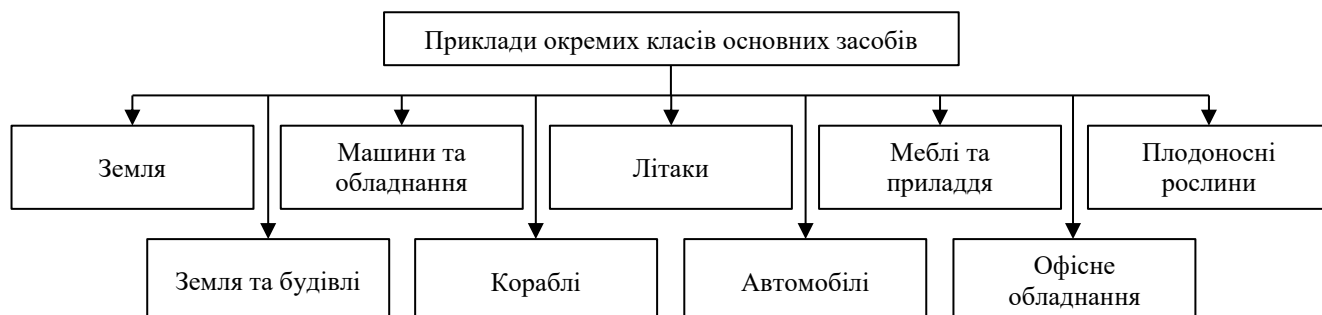 Приклади окремих класів основних засобів
Земля
Машини та
обладнання
Літаки
Меблі та
приладдя
Плодоносні
рослини
Земля та будівлі
Кораблі
Автомобілі
Офісне
обладнання